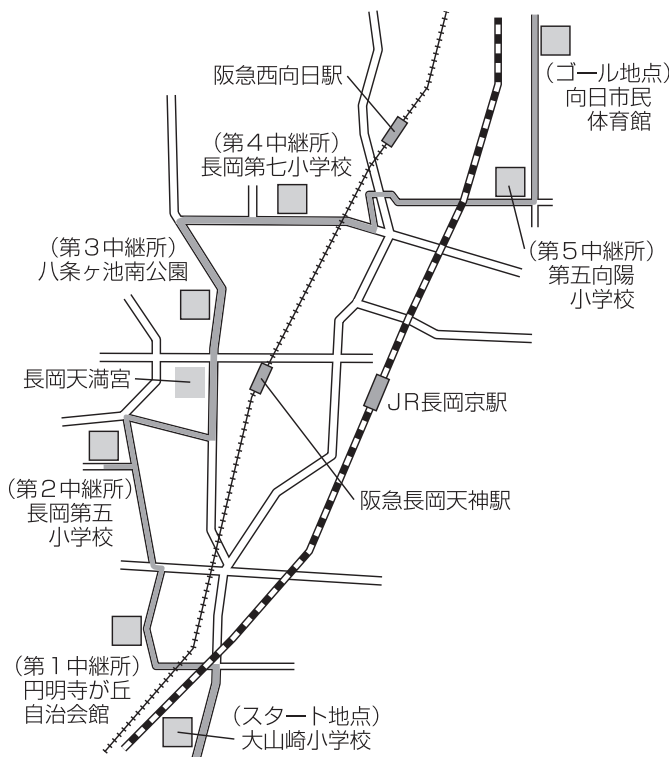 (ゴール地点)
向日市民
体育館
阪急西向日駅
(第4中継所)
長岡第七小学校
(第5中継所)
第五向陽
小学校
(第3中継所)
八条ヶ池南公園
長岡天満宮
JR長岡京駅
阪急長岡天神駅
(第2中継所)
長岡第五
小学校
(第1中継所)
円明寺が丘
自治会館
(スタート地点)
大山崎小学校